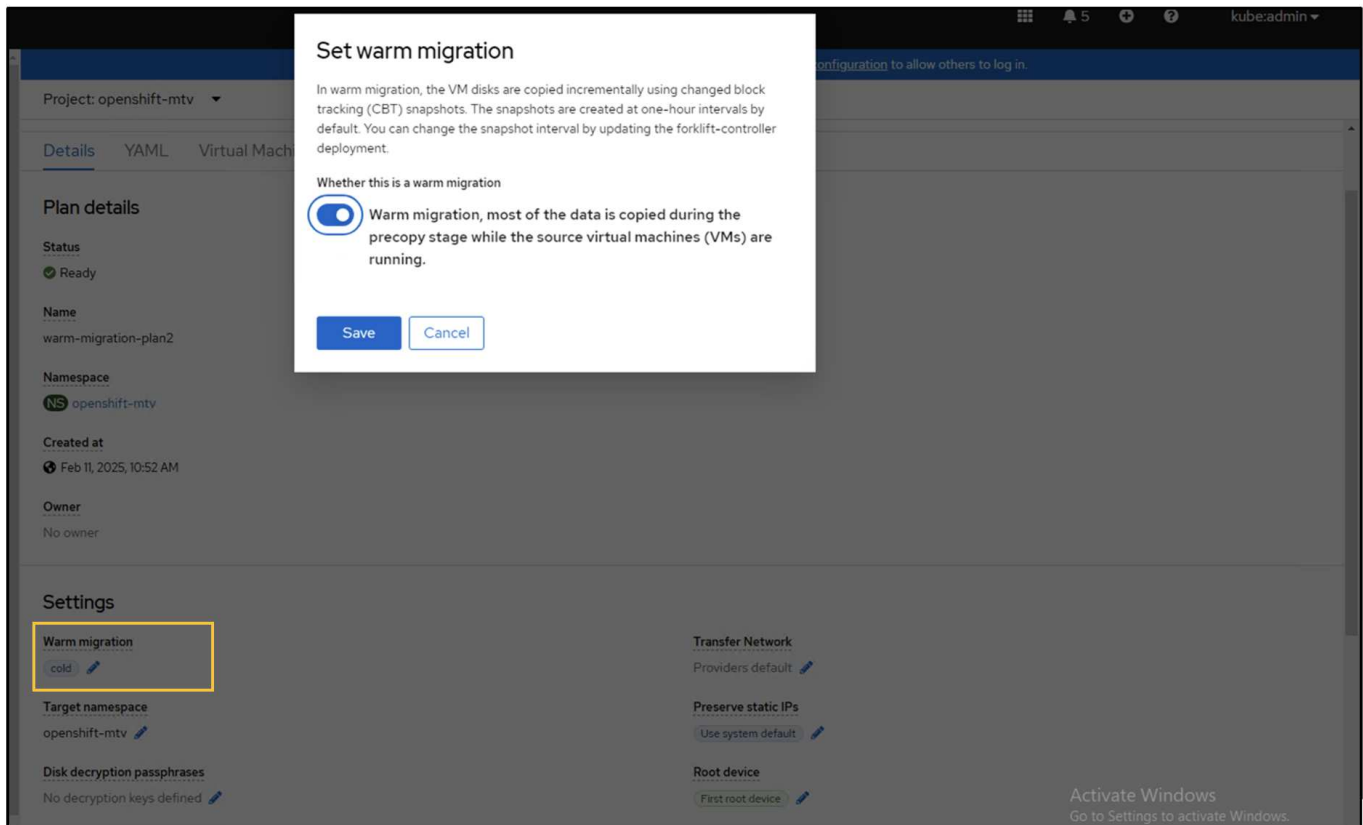 5
kube:admin
Set warm migration
onfiguration to allow others to log in.
In warm migration, the VM disks are copied incrementally using changed block
tracking (CBT) snapshots. The snapshots are created at one-hour intervals by
default. You can change the snapshot interval by updating the forklift-controller
deployment.
Project: openshift-mtv
Details YAML Virtual Machi
Whether this is a warm migration
Warm migration, most of the data is copied during the
precopy stage while the source virtual machines (VMs) are
running.
Save Cancel
Plan details
Status
Ready
Name
warm-migration-plan2
Namespace
NS openshift-mtv
Created at
Feb 11, 2025, 10:52 AM
Owner
No owner
Settings
Warm migration
cold
Transfer Network
Providers default
Target namespace
openshift-mtv
Preserve static IPs
Use system default
Disk decryption passphrases
No decryption keys defined
Root device
First root device
Activate Windows
Go to Settings to activate Windows.